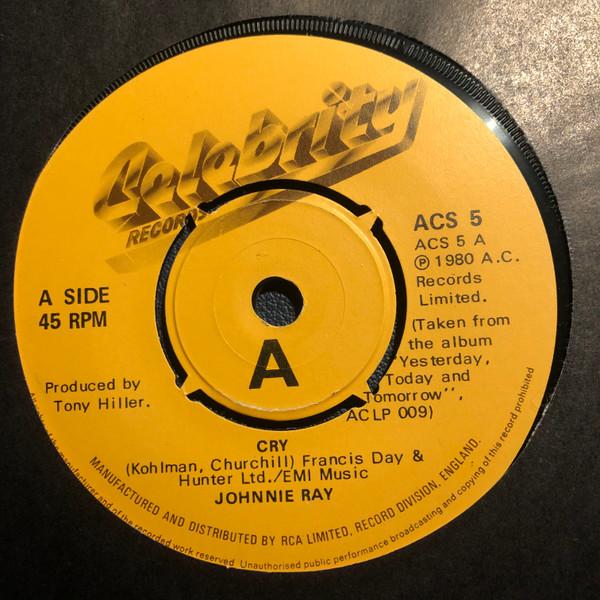 Celebrity
RECORDS
A SIDE
45 RPM
Produced by
Tony Hiller.
A
ACS 5
ACS 5 A
Ⓟ 1980 A.C.
Records
Limited.
(Taken from
the album
"Yesterday,
Today and
Tomorrow",
ACLP 009)
CRY
(Kohlman, Churchill) Francis Day &
Hunter Ltd./EMI Music
JOHNNIE RAY
MANUFACTURED AND DISTRIBUTED BY RCA LIMITED, RECORD DIVISION, ENGLAND.
manufacturer and of the recorded work reserved. Unauthorised public performance broadcasting and copying of this record prohibited